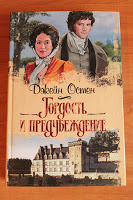 Джейн Остен
Гордость
и предубеждение